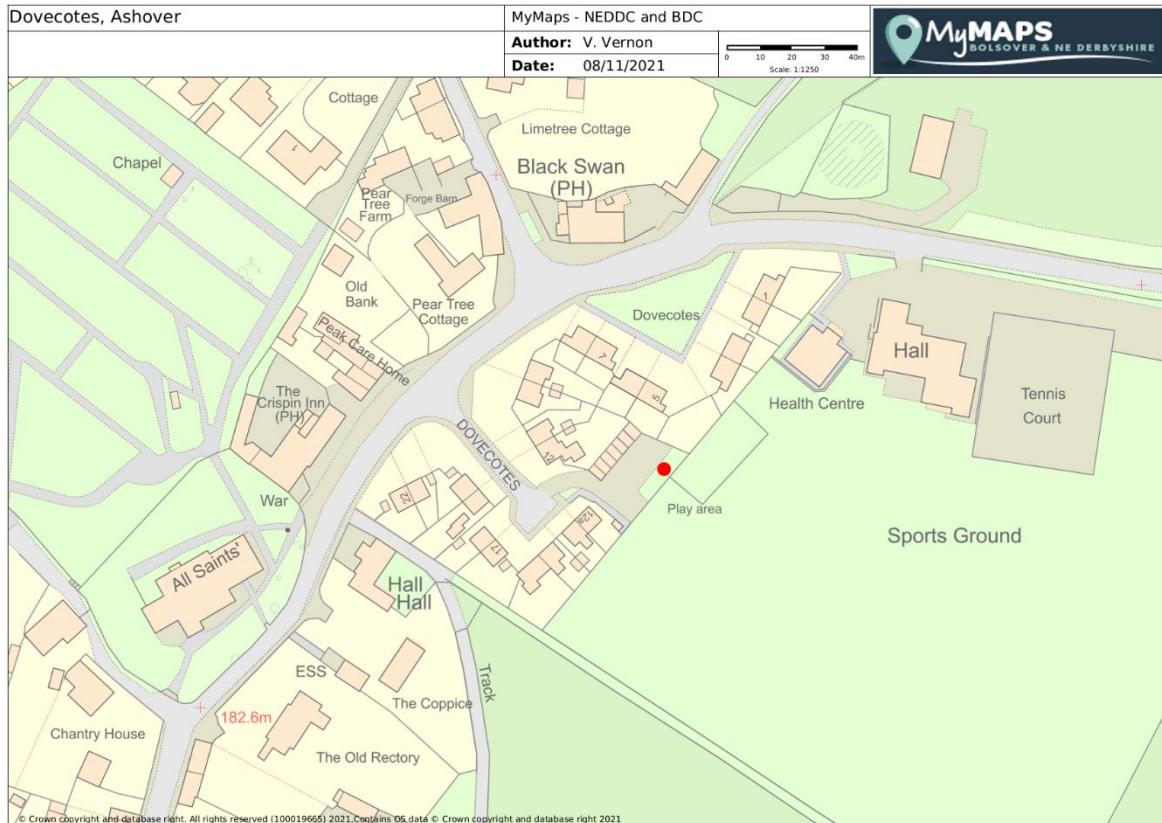 Dovecotes, Ashover
MyMaps - NEDDC and BDC
Author: V. Vernon
Date: 08/11/2021
0 10 20 30 40m
Scale: 1:1250
MyMAPS
BOLSOVER & NE DERBYSHIRE
Cottage
1
Chapel
Limetree Cottage
Black Swan
(PH)
Pear
Tree
Farm
Forge Barn
Old
Bank
Pear Tree
Cottage
Dovecotes
1
Peak Care Home
7
5
Hall
Health Centre
Tennis
Court
The
Crispin Inn
(PH)
DOVECOTES
12
22
War
Play area
12a
17
Sports Ground
All Saints'
Hall
Hall
ESS
Track
The Coppice
182.6m
Chantry House
The Old Rectory
© Crown copyright and database right. All rights reserved (100019665) 2021,Contains OS data © Crown copyright and database right 2021